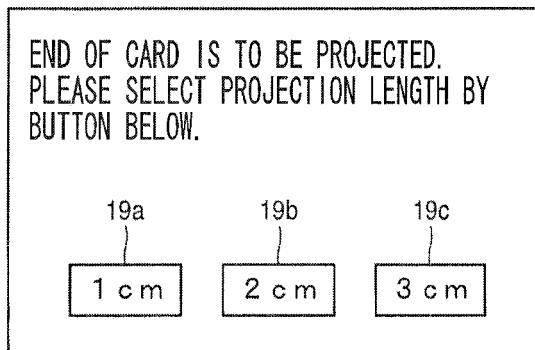 END OF CARD IS TO BE PROJECTED.
PLEASE SELECT PROJECTION LENGTH BY
BUTTON BELOW.
19a 19b 19c
1 cm 2 cm 3 cm